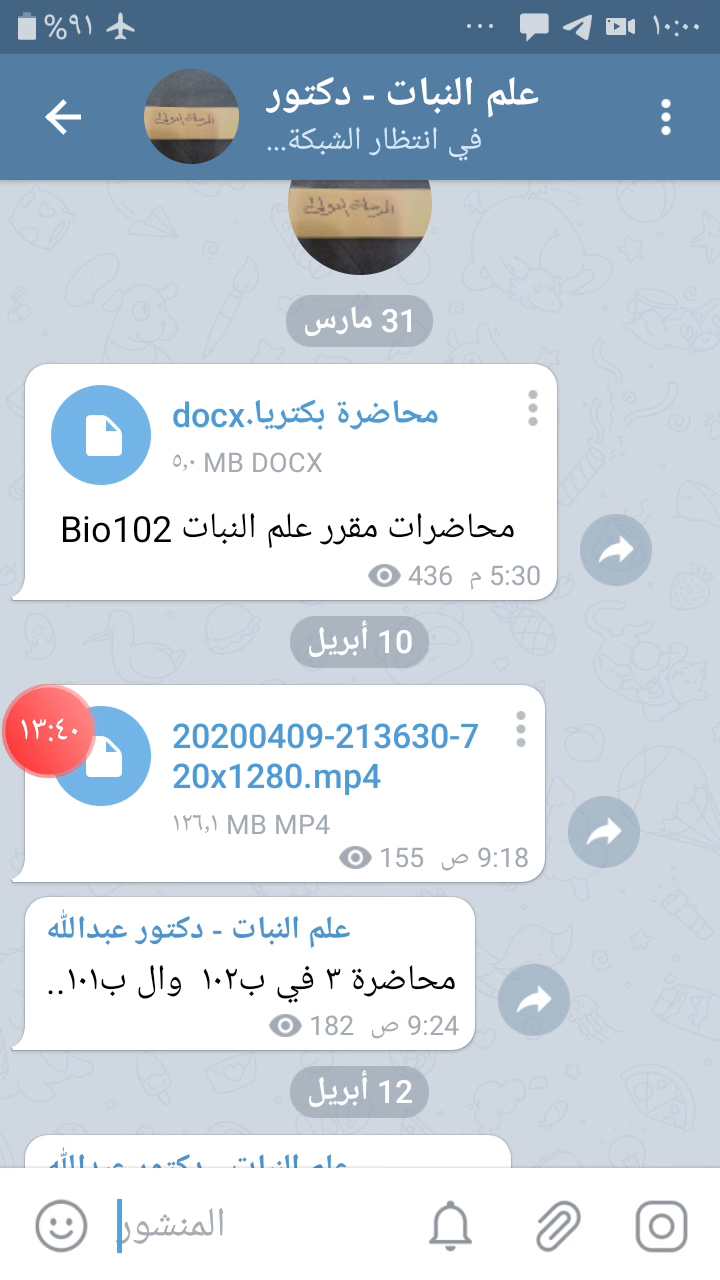 %٩١ ... ١٠:٠٠
علم النبات - دكتور
في انتظار الشبكة...
31 مارس
محاضرة بكتريا.docx
٥,٠ MB DOCX
محاضرات مقرر علم النبات Bio102
436 5:30 م
10 أبريل
١٣:٤٠
20200409-213630-7
20x1280.mp4
١٢٦,١ MB MP4
155 9:18 ص
علم النبات - دكتور عبدالله
محاضرة ٣ في ب١٠٢ وال ب١٠١..
182 9:24 ص
12 أبريل
علم النبات - دكتور عبدالله
المنشور